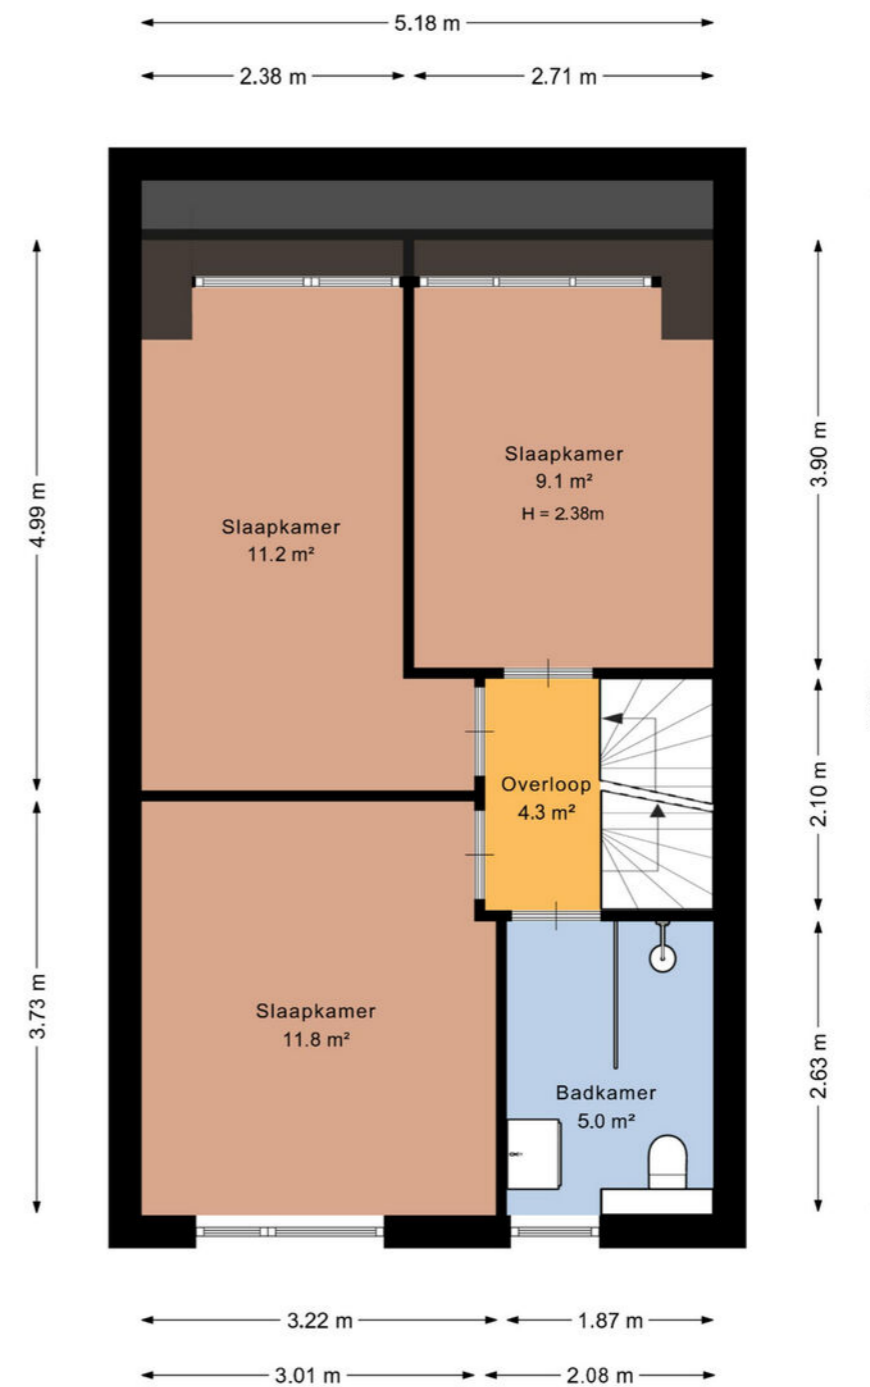 5.18 m
2.38 m
2.71 m
4.99 m
3.90 m
Slaapkamer
9.1 m²
H = 2.38m
Slaapkamer
11.2 m²
Overloop
4.3 m²
2.10 m
Slaapkamer
11.8 m²
3.73 m
Badkamer
5.0 m²
2.63 m
3.22 m
1.87 m
3.01 m
2.08 m